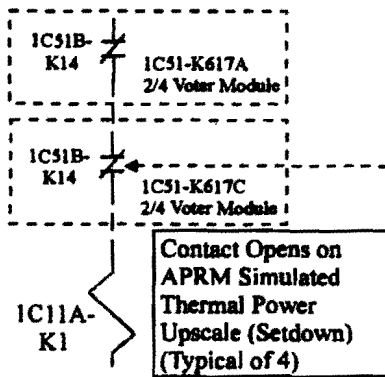 1C51B-
K14
1C51-K617A
2/4 Voter Module
1C51B-
K14
1C51-K617C
2/4 Voter Module
1C11A-
K1
Contact Opens on
APRM Simulated
Thermal Power
Upscale (Setdown)
(Typical of 4)